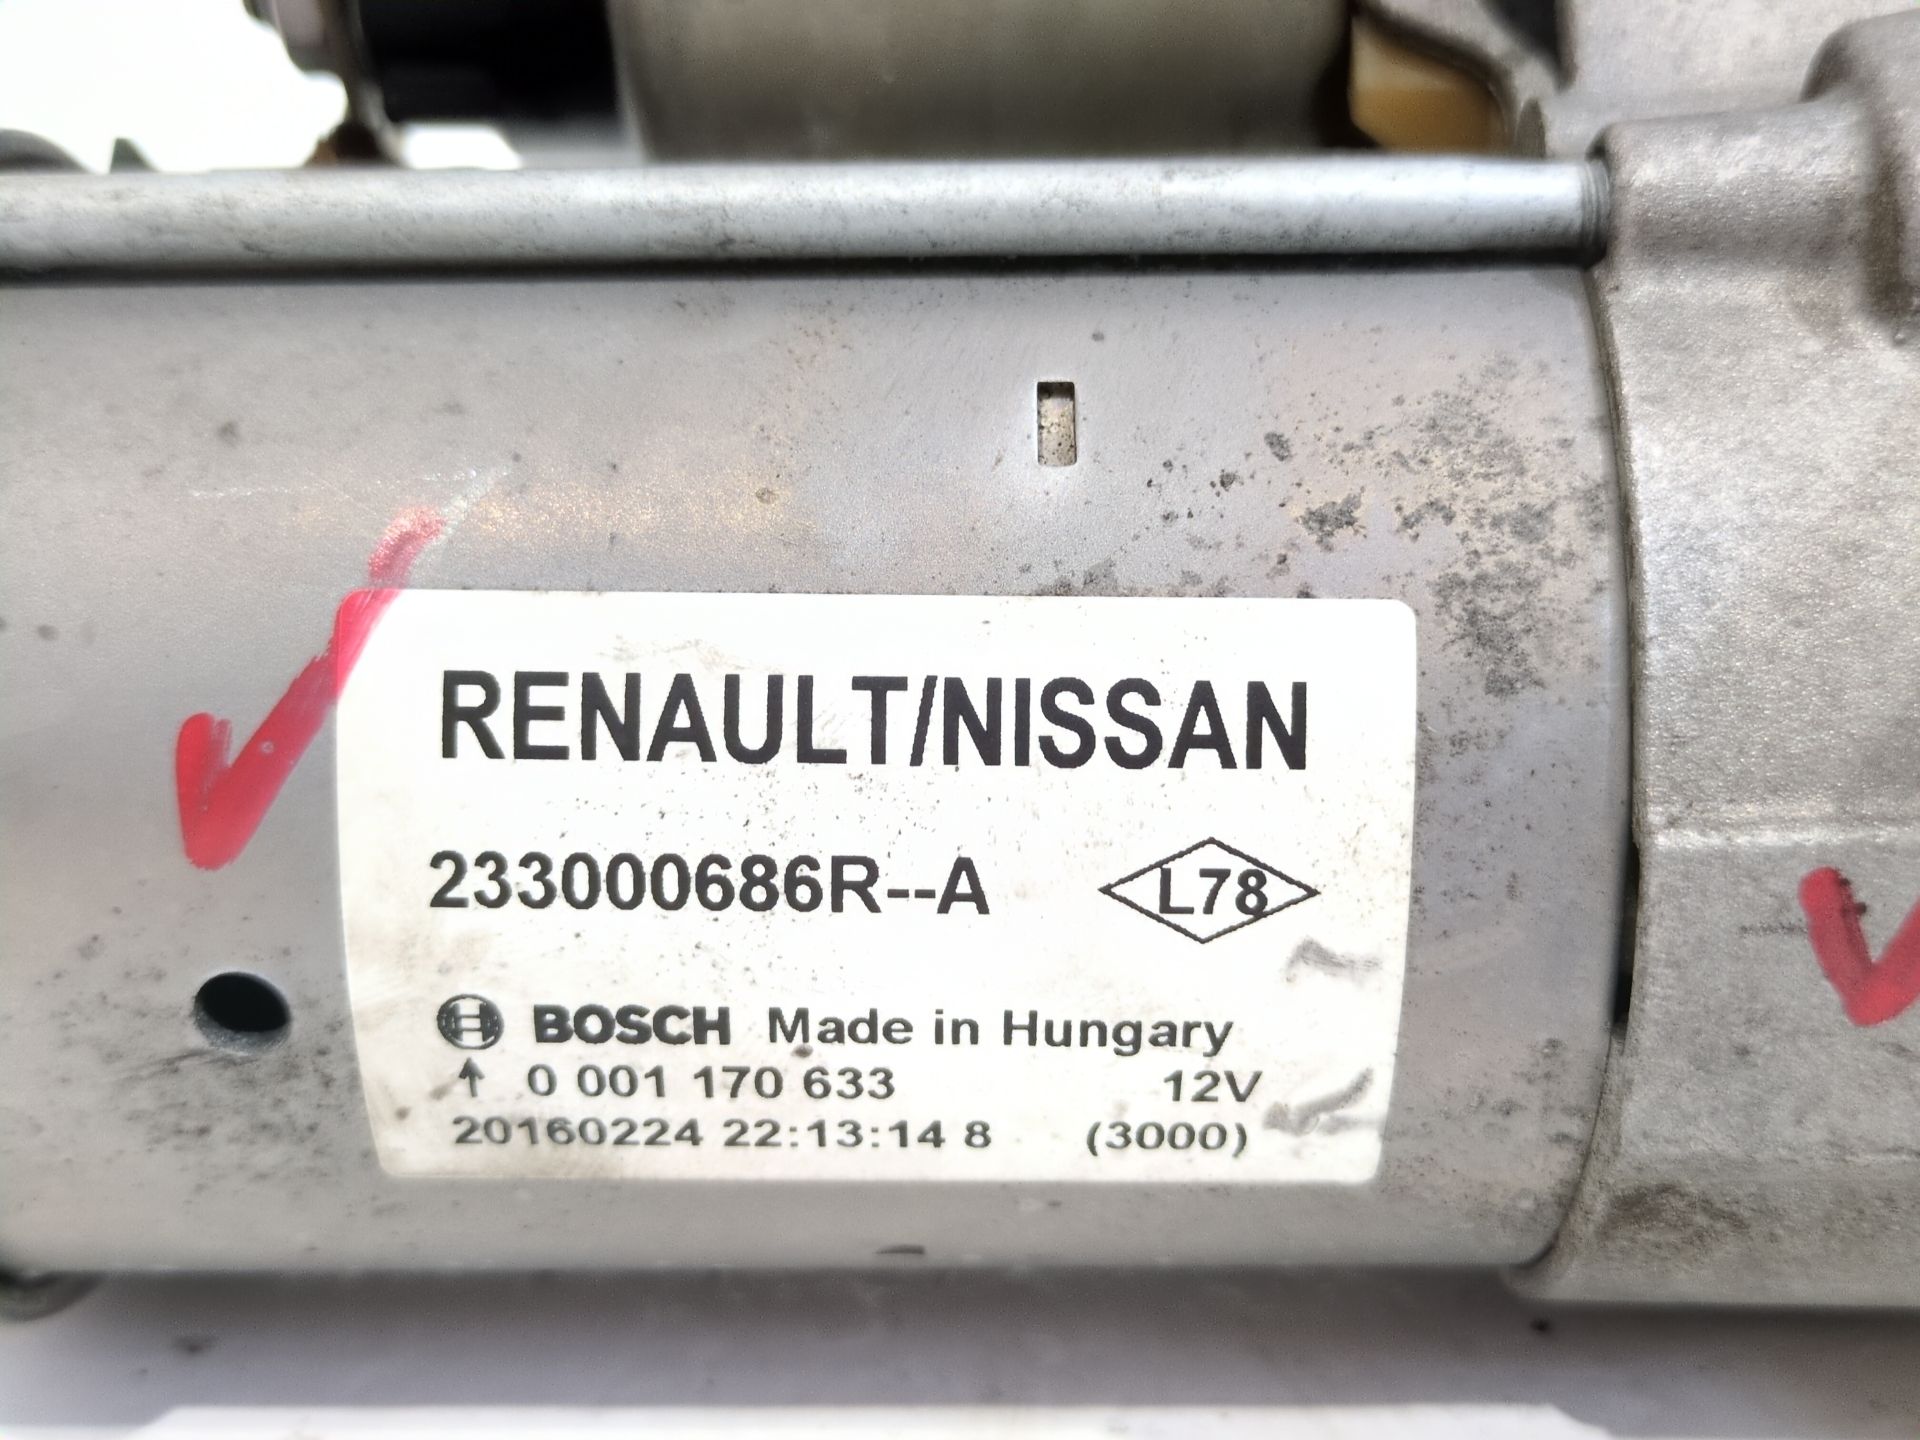 RENAULT/NISSAN
233000686R--A L78
BOSCH Made in Hungary
↑ 0 001 170 633 12V
20160224 22:13:14 8 (3000)